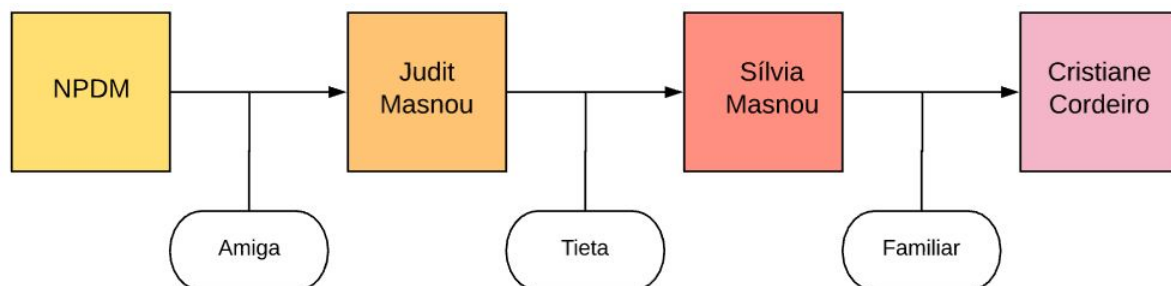 NPDM
Judit
Masnou
Sílvia
Masnou
Cristiane
Cordeiro
Amiga
Tieta
Familiar